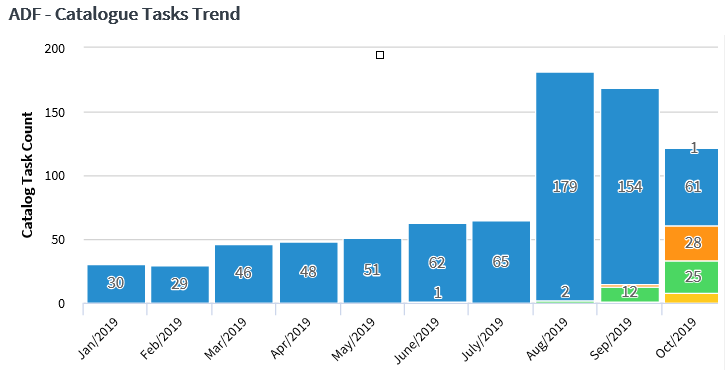 ADF - Catalogue Tasks Trend
200
150
100
50
0
Catalog Task Count
30
29
46
48
51
62
1
65
179
2
154
12
1
61
28
25
Jan/2019
Feb/2019
Mar/2019
Apr/2019
May/2019
June/2019
July/2019
Aug/2019
Sep/2019
Oct/2019